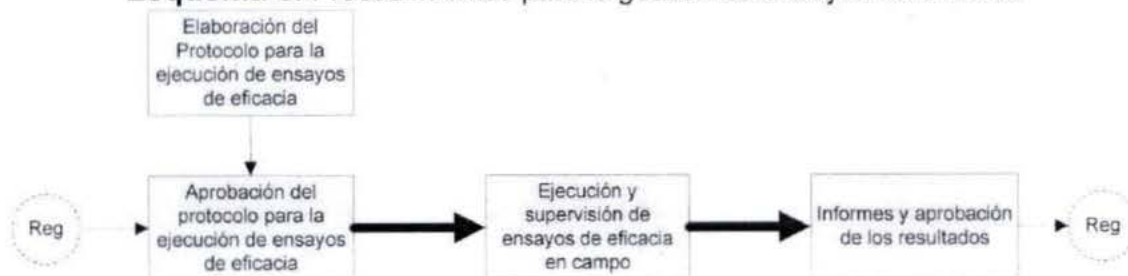 Elaboración del
Protocolo para la
ejecución de ensayos
de eficacia
Reg
Aprobación del
protocolo para la
ejecución de ensayos
de eficacia
Ejecución y
supervisión de
ensayos de eficacia
en campo
Informes y aprobación
de los resultados
Reg